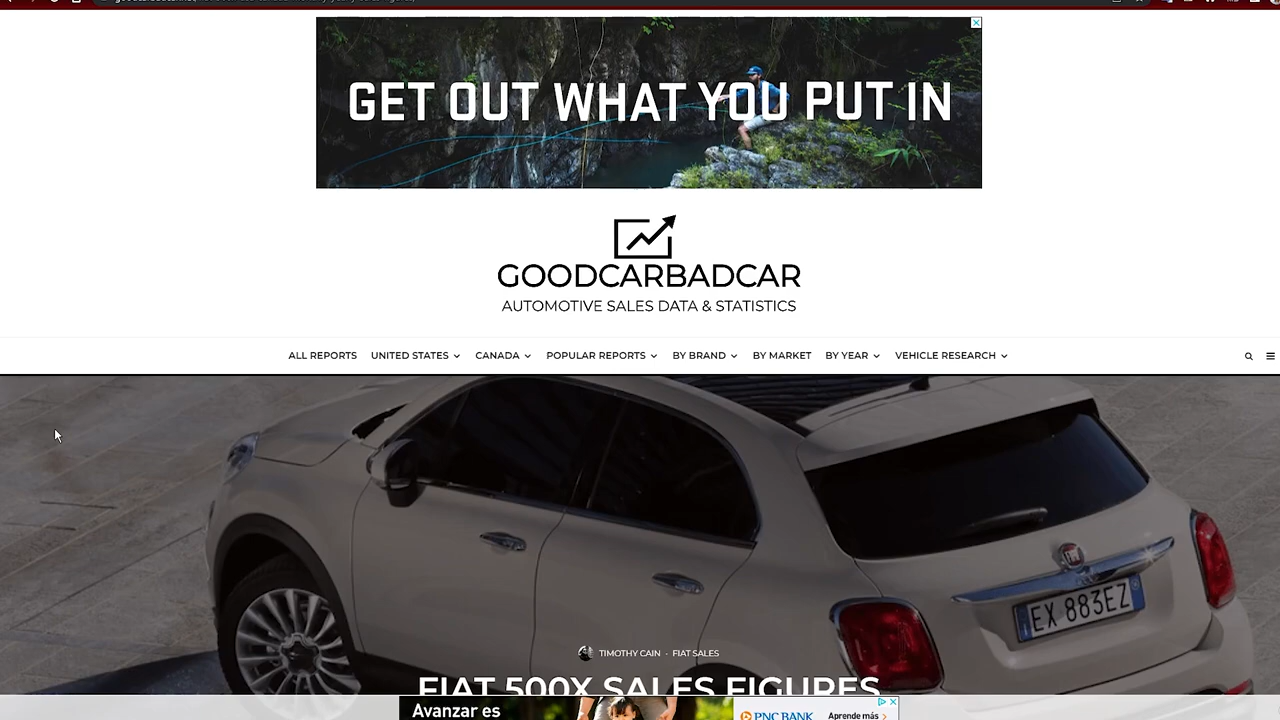 GET OUT WHAT YOU PUT IN
GOODCARBADCAR
AUTOMOTIVE SALES DATA & STATISTICS
ALL REPORTS UNITED STATES CANADA POPULAR REPORTS BY BRAND BY MARKET BY YEAR VEHICLE RESEARCH
EX 883EZ
TIMOTHY CAIN · FIAT SALES
FIAT 500X SALES FIGURES
Avanzar es
PNC BANK Aprende más >